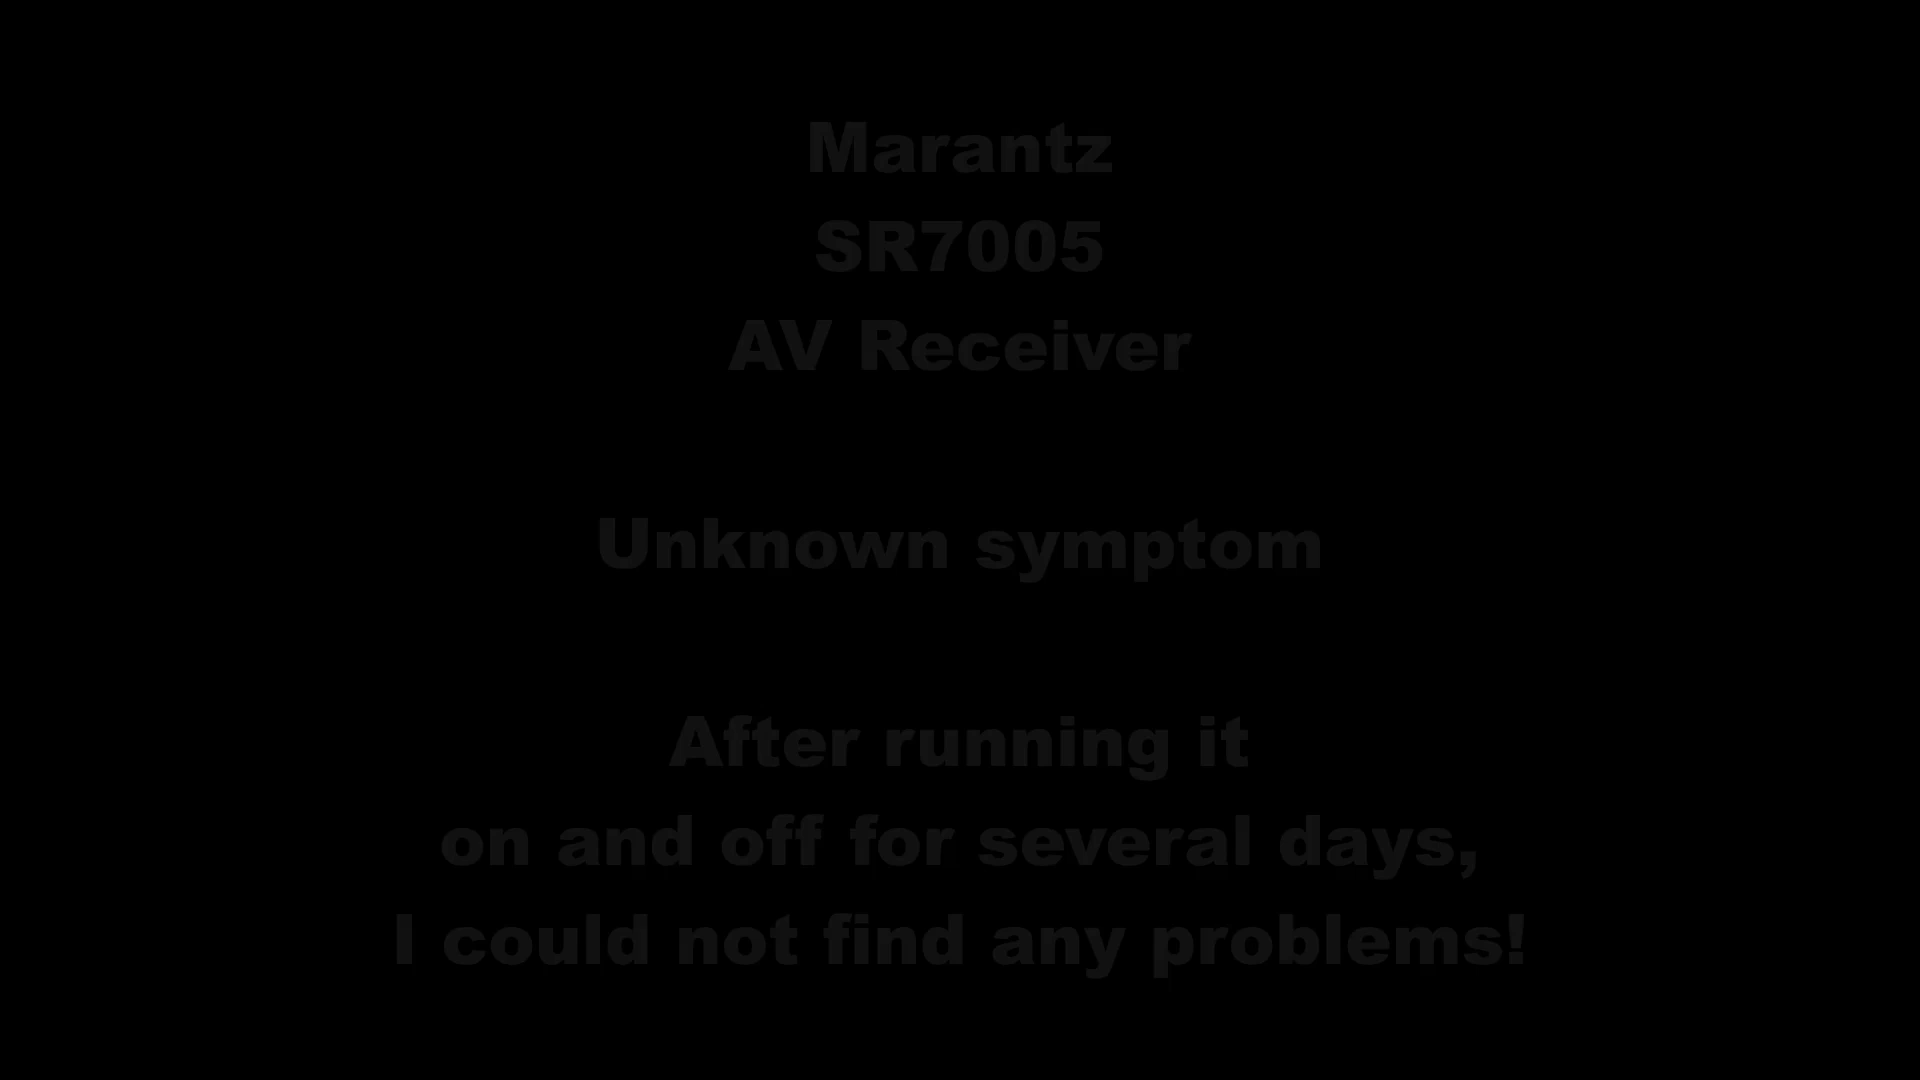 Marantz
SR7005
AV Receiver
Unknown symptom
After running it
on and off for several days,
I could not find any problems!